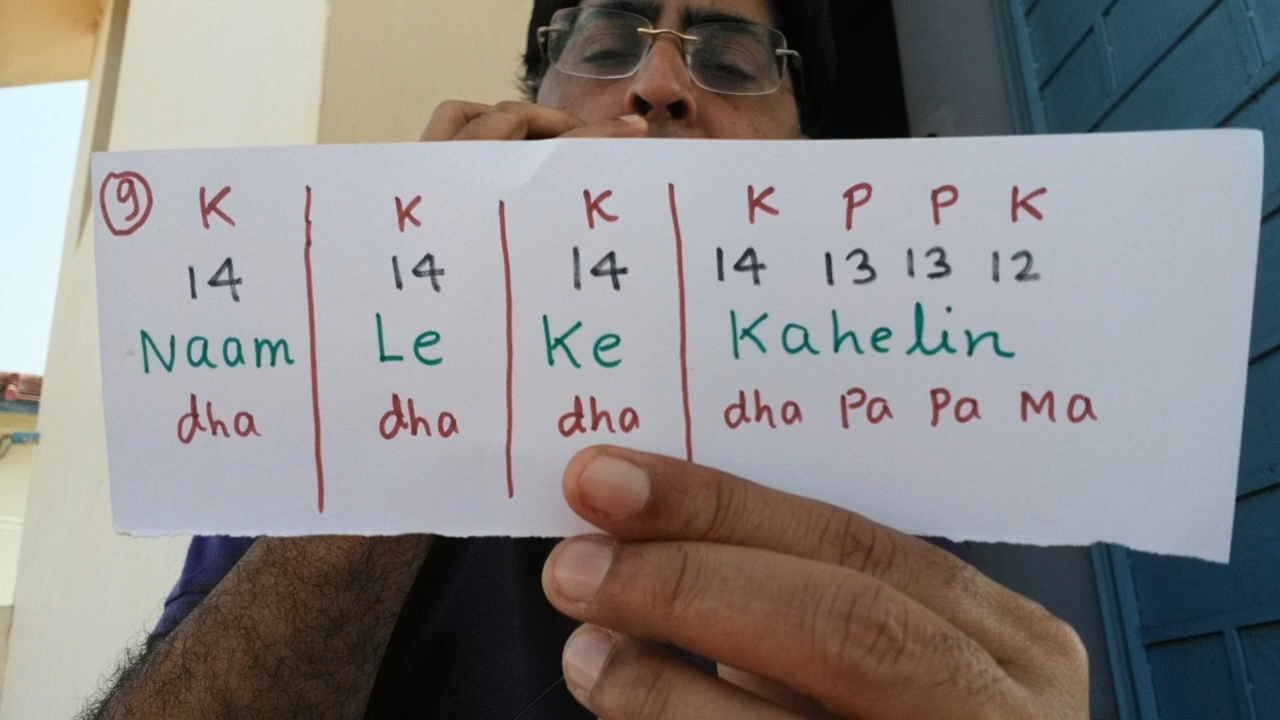 9 K K K K P P K
14 14 14 14 13 13 12
Naam Le Ke Kahelin
dha dha dha dha Pa Pa Ma